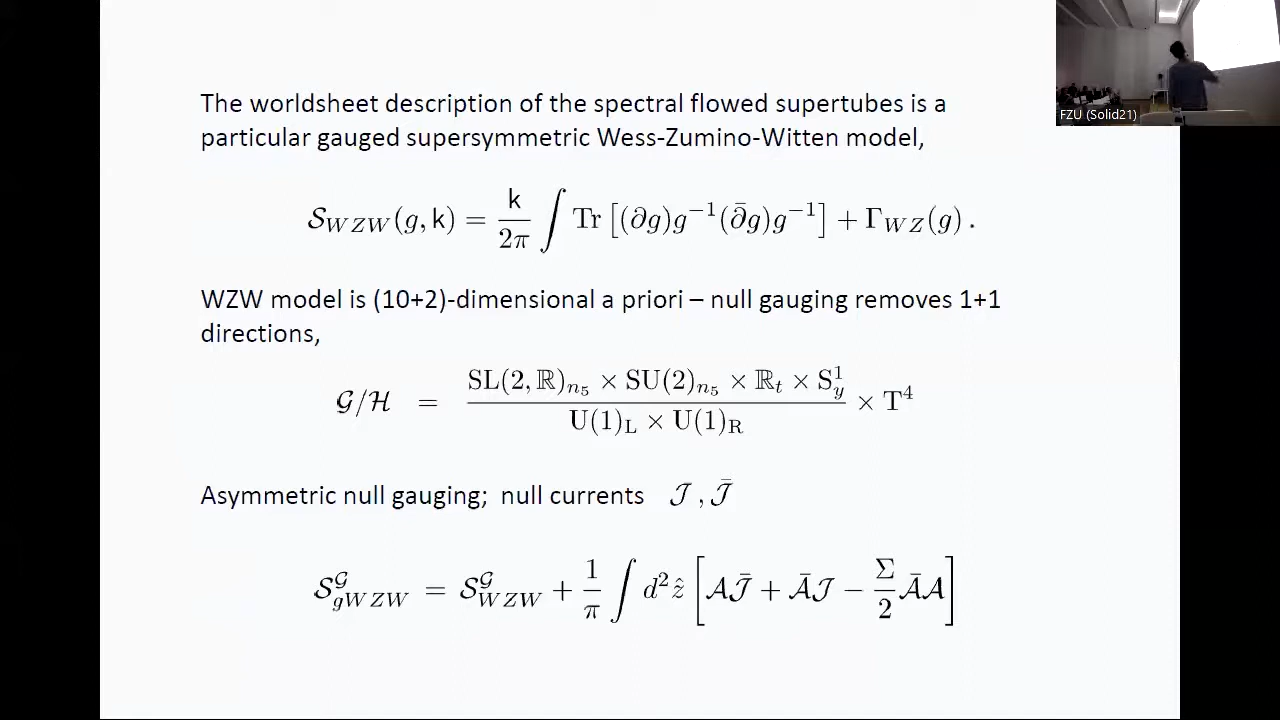 The worldsheet description of the spectral flowed supertubes is a
particular gauged supersymmetric Wess-Zumino-Witten model,
FZU (Solid21)
𝒮_{WZW}(g, k) = k/2π ∫ Tr [(∂g)g⁻¹(∂̄g)g⁻¹] + Γ_{WZ}(g) .
WZW model is (10+2)-dimensional a priori – null gauging removes 1+1
directions,
𝒢/ℋ = (SL(2,ℝ)_{n₅} × SU(2)_{n₅} × ℝ_t × S¹_y) / (U(1)_L × U(1)_R) × T⁴
Asymmetric null gauging; null currents 𝒥 , 𝒥̄
𝒮^𝒢_{gWZW} = 𝒮^𝒢_{WZW} + 1/π ∫ d²ẑ [𝒜𝒥̄ + 𝒜̄𝒥 − Σ/2 𝒜̄𝒜]